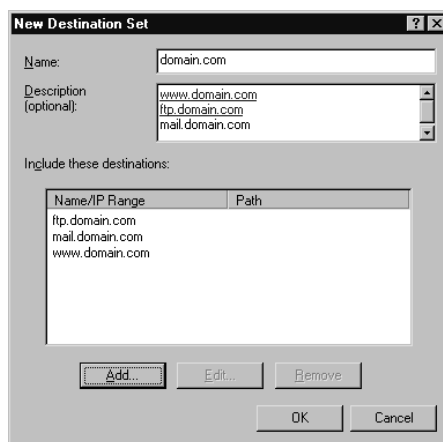 New Destination Set
Name: domain.com
Description (optional): www.domain.com
ftp.domain.com
mail.domain.com
Include these destinations:
Name/IP Range Path
ftp.domain.com
mail.domain.com
www.domain.com
Add... Edit... Remove
OK Cancel